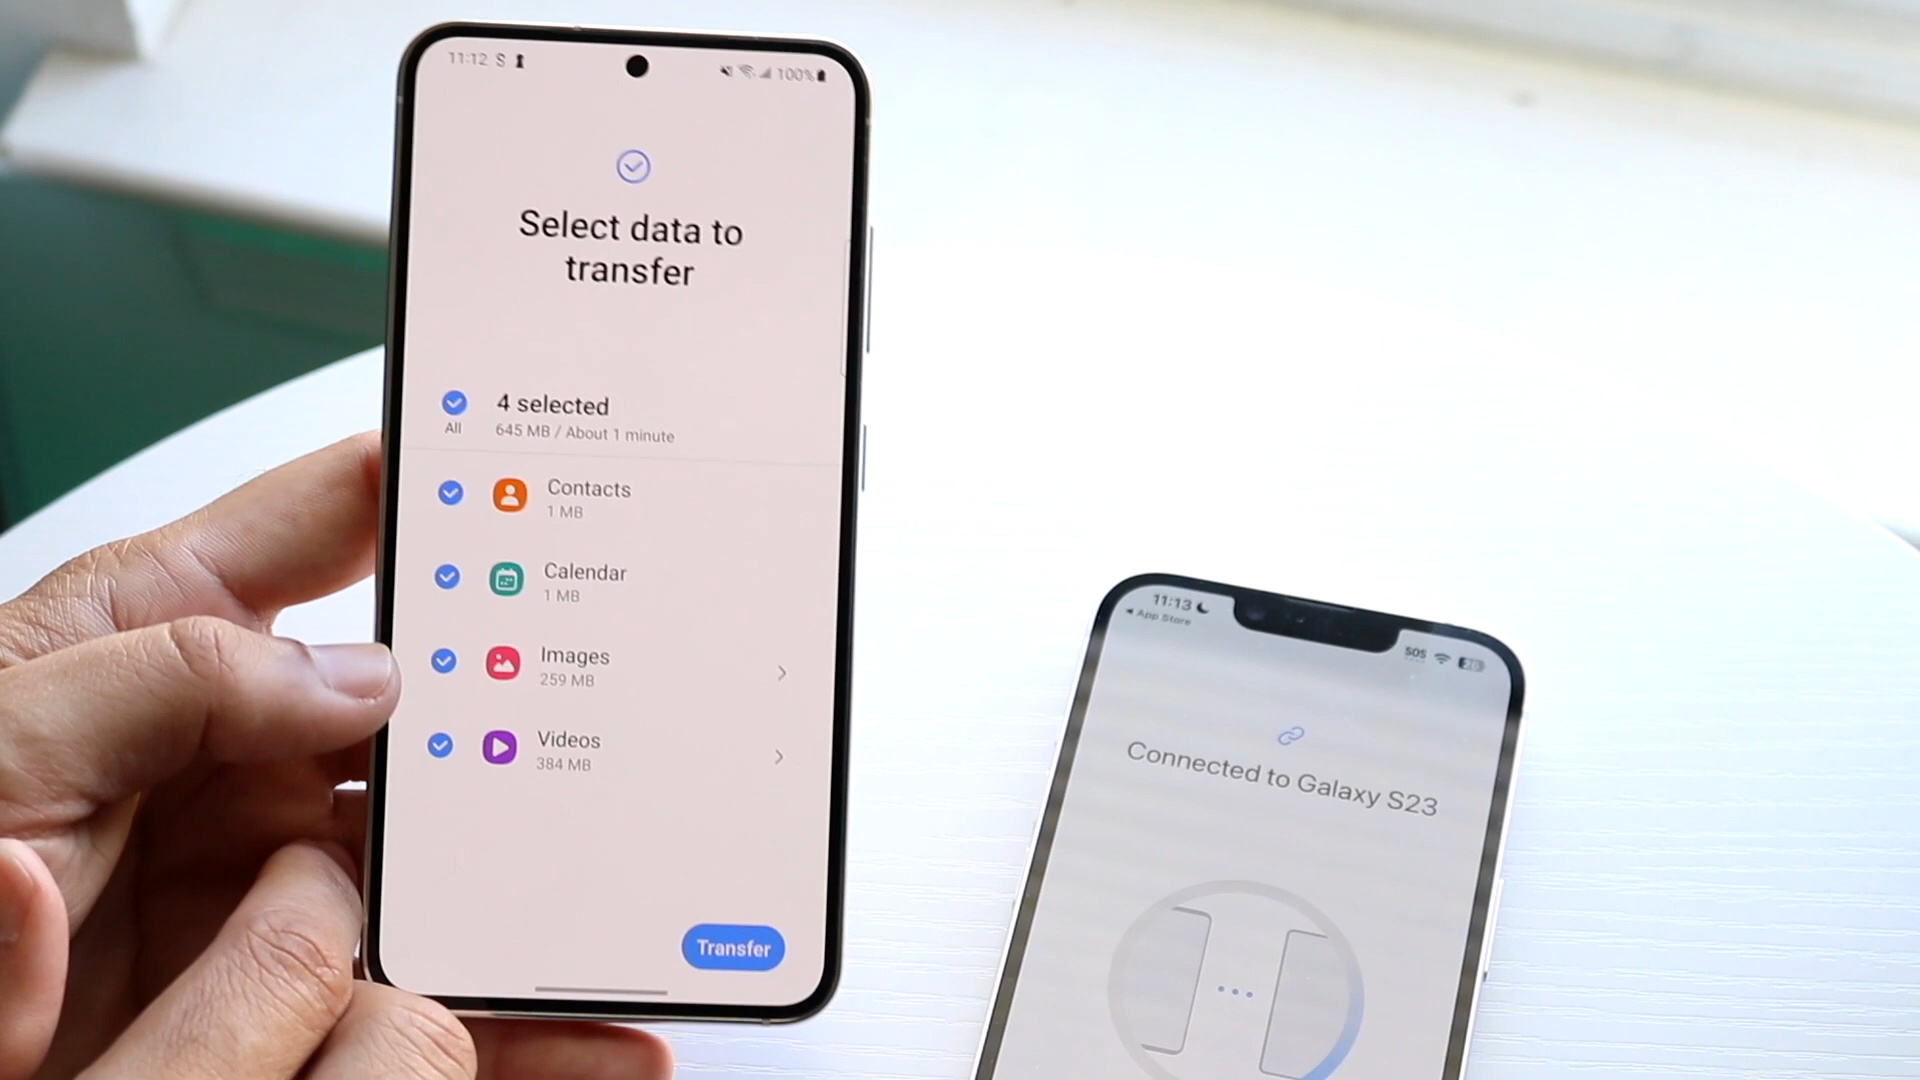 11:12 S
100%
Select data to
transfer
4 selected
All
645 MB / About 1 minute
Contacts
1 MB
Calendar
1 MB
Images
259 MB
Videos
384 MB
Transfer
11:13
App Store
SOS
Connected to Galaxy S23